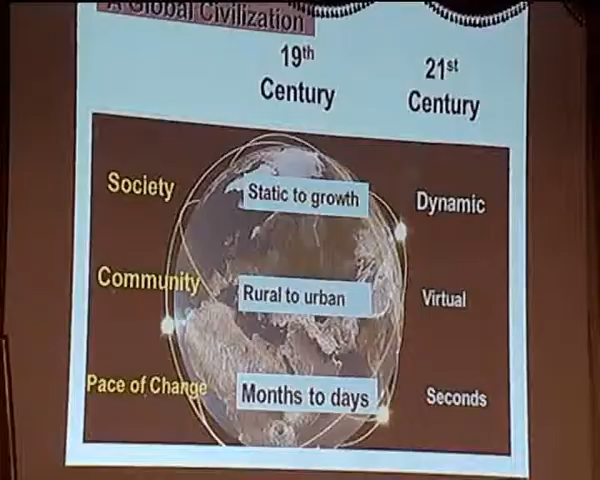 A Global Civilization
19th Century
21st Century
Society
Static to growth
Dynamic
Community
Rural to urban
Virtual
Pace of Change
Months to days
Seconds